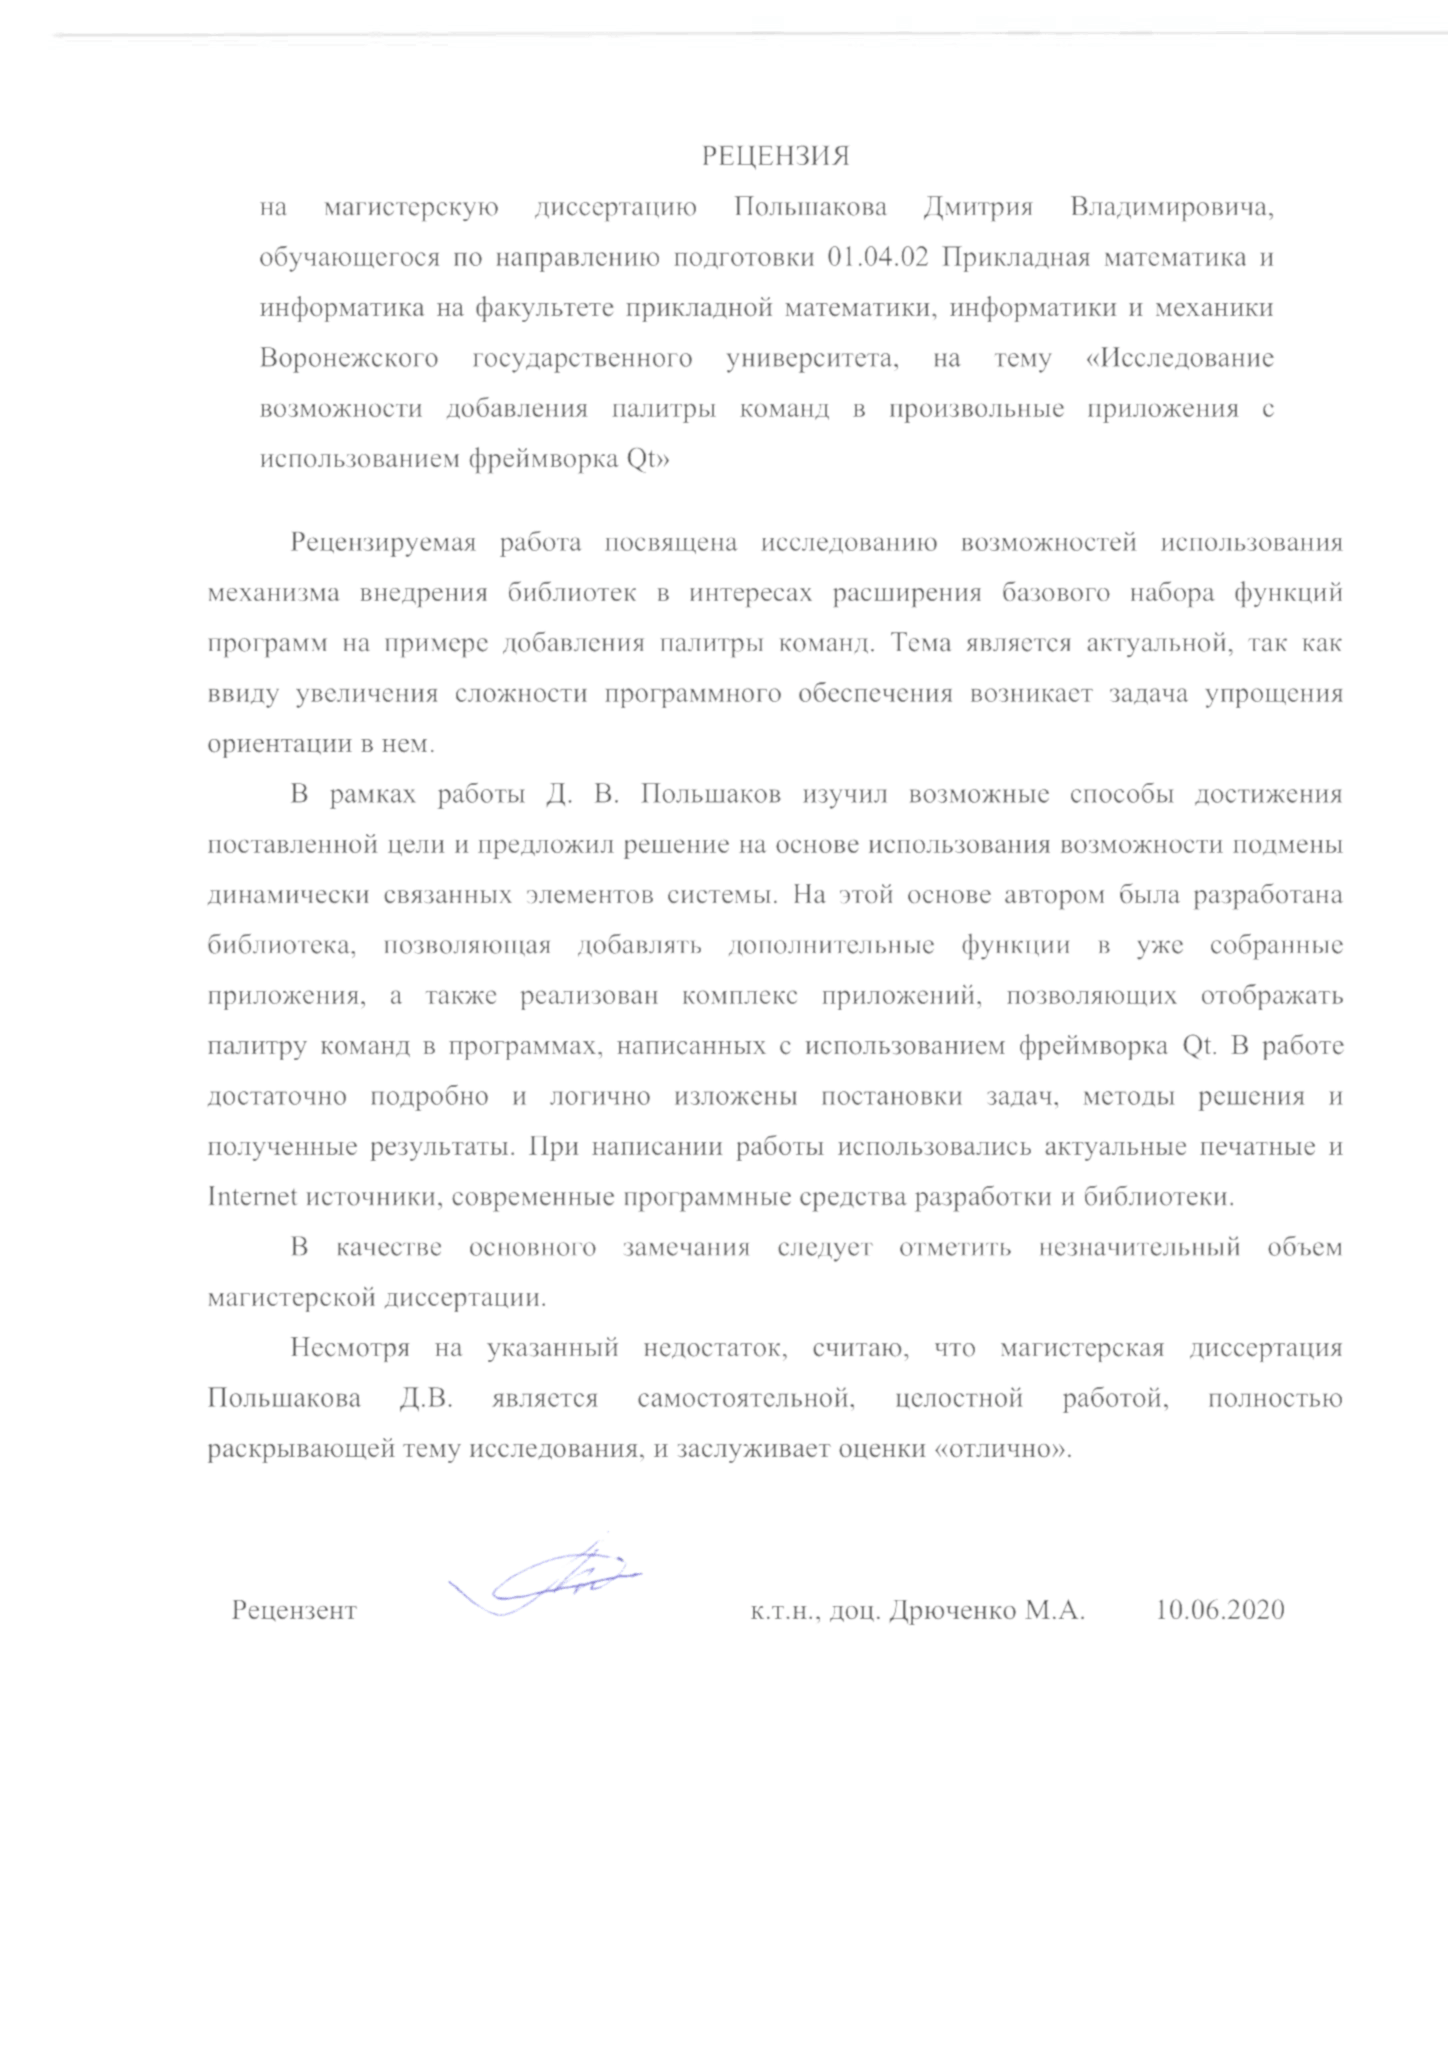 РЕЦЕНЗИЯ
на магистерскую диссертацию Польшакова Дмитрия Владимировича,
обучающегося по направлению подготовки 01.04.02 Прикладная математика и
информатика на факультете прикладной математики, информатики и механики
Воронежского государственного университета, на тему «Исследование
возможности добавления палитры команд в произвольные приложения с
использованием фреймворка Qt»
Рецензируемая работа посвящена исследованию возможностей использования
механизма внедрения библиотек в интересах расширения базового набора функций
программ на примере добавления палитры команд. Тема является актуальной, так как
ввиду увеличения сложности программного обеспечения возникает задача упрощения
ориентации в нем.
В рамках работы Д. В. Польшаков изучил возможные способы достижения
поставленной цели и предложил решение на основе использования возможности подмены
динамически связанных элементов системы. На этой основе автором была разработана
библиотека, позволяющая добавлять дополнительные функции в уже собранные
приложения, а также реализован комплекс приложений, позволяющих отображать
палитру команд в программах, написанных с использованием фреймворка Qt. В работе
достаточно подробно и логично изложены постановки задач, методы решения и
полученные результаты. При написании работы использовались актуальные печатные и
Internet источники, современные программные средства разработки и библиотеки.
В качестве основного замечания следует отметить незначительный объем
магистерской диссертации.
Несмотря на указанный недостаток, считаю, что магистерская диссертация
Польшакова Д.В. является самостоятельной, целостной работой, полностью
раскрывающей тему исследования, и заслуживает оценки «отлично».
Рецензент к.т.н., доц. Дрюченко М.А. 10.06.2020